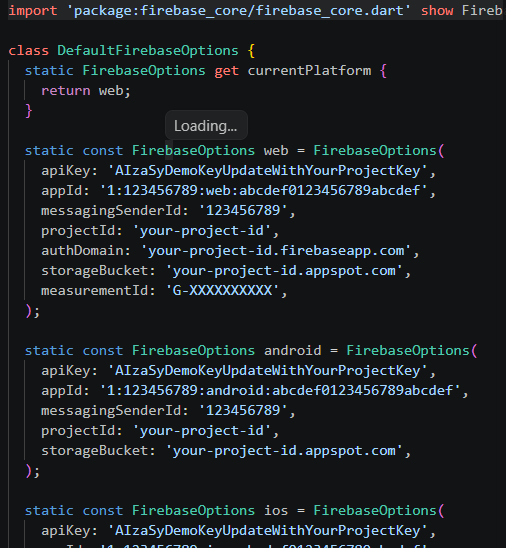 import 'package:firebase_core/firebase_core.dart' show Fireb
class DefaultFirebaseOptions {
  static FirebaseOptions get currentPlatform {
    return web;
  }
Loading...
  static const FirebaseOptions web = FirebaseOptions(
    apiKey: 'AIzaSyDemoKeyUpdateWithYourProjectKey',
    appId: '1:123456789:web:abcdef0123456789abcdef',
    messagingSenderId: '123456789',
    projectId: 'your-project-id',
    authDomain: 'your-project-id.firebaseapp.com',
    storageBucket: 'your-project-id.appspot.com',
    measurementId: 'G-XXXXXXXXXX',
  );
  static const FirebaseOptions android = FirebaseOptions(
    apiKey: 'AIzaSyDemoKeyUpdateWithYourProjectKey',
    appId: '1:123456789:android:abcdef0123456789abcdef',
    messagingSenderId: '123456789',
    projectId: 'your-project-id',
    storageBucket: 'your-project-id.appspot.com',
  );
  static const FirebaseOptions ios = FirebaseOptions(
    apiKey: 'AIzaSyDemoKeyUpdateWithYourProjectKey',